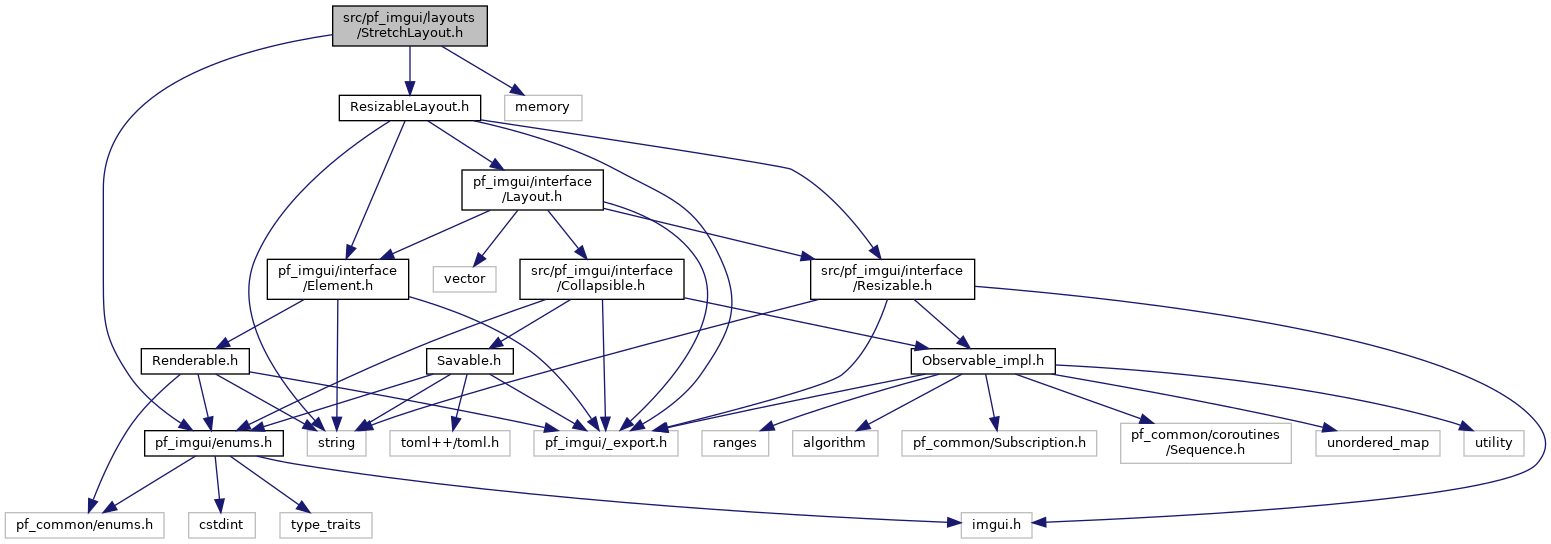 src/pf_imgui/layouts
/StretchLayout.h
ResizableLayout.h
memory
pf_imgui/interface
/Layout.h
pf_imgui/interface
/Element.h
vector
src/pf_imgui/interface
/Collapsible.h
src/pf_imgui/interface
/Resizable.h
Renderable.h
Savable.h
Observable_impl.h
pf_imgui/enums.h
string
toml++/toml.h
pf_imgui/_export.h
ranges
algorithm
pf_common/Subscription.h
pf_common/coroutines
/Sequence.h
unordered_map
utility
pf_common/enums.h
cstdint
type_traits
imgui.h